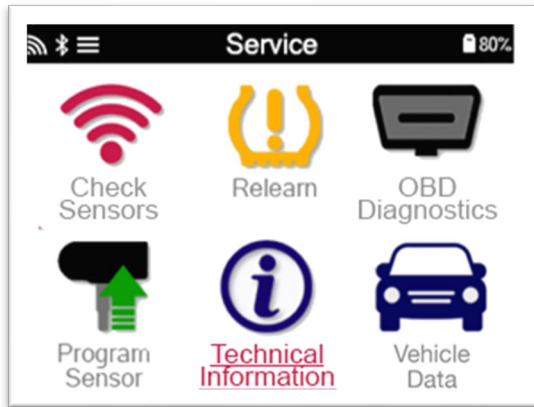 Service
80%
Check
Sensors
Relearn
OBD
Diagnostics
Program
Sensor
Technical
Information
Vehicle
Data